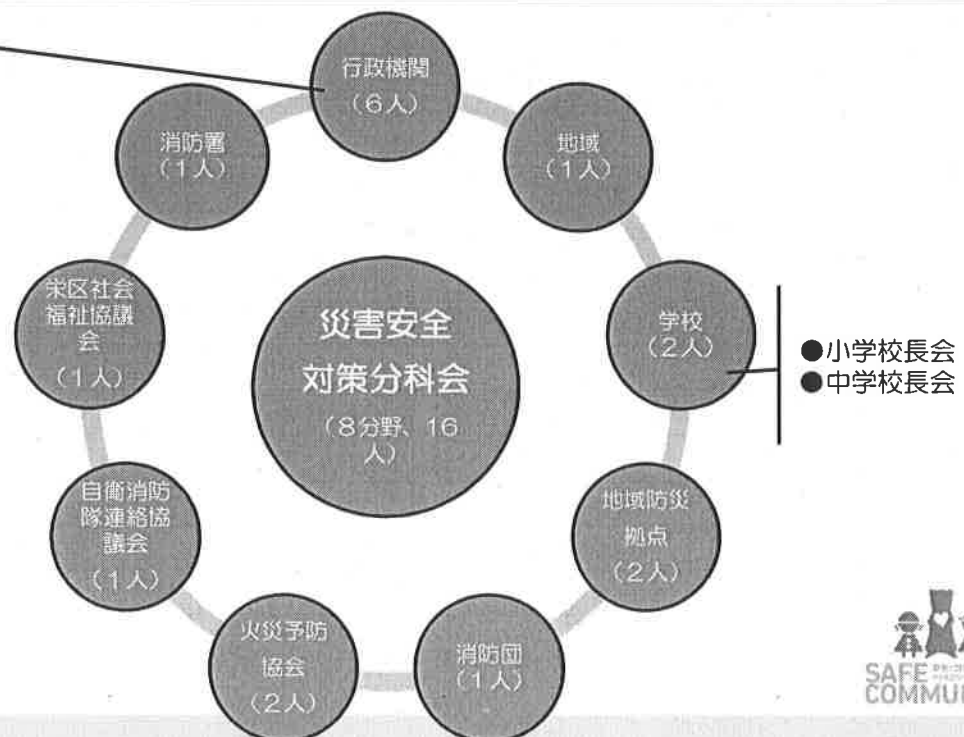 行政機関
(6人)
地域
(1人)
学校
(2人)
●小学校長会
●中学校長会
地域防災
拠点
(2人)
消防団
(1人)
火災予防
協会
(2人)
自衛消防
隊連絡協
議会
(1人)
栄区社会
福祉協議
会
(1人)
消防署
(1人)
災害安全
対策分科会
(8分野、16
人)
SAFE